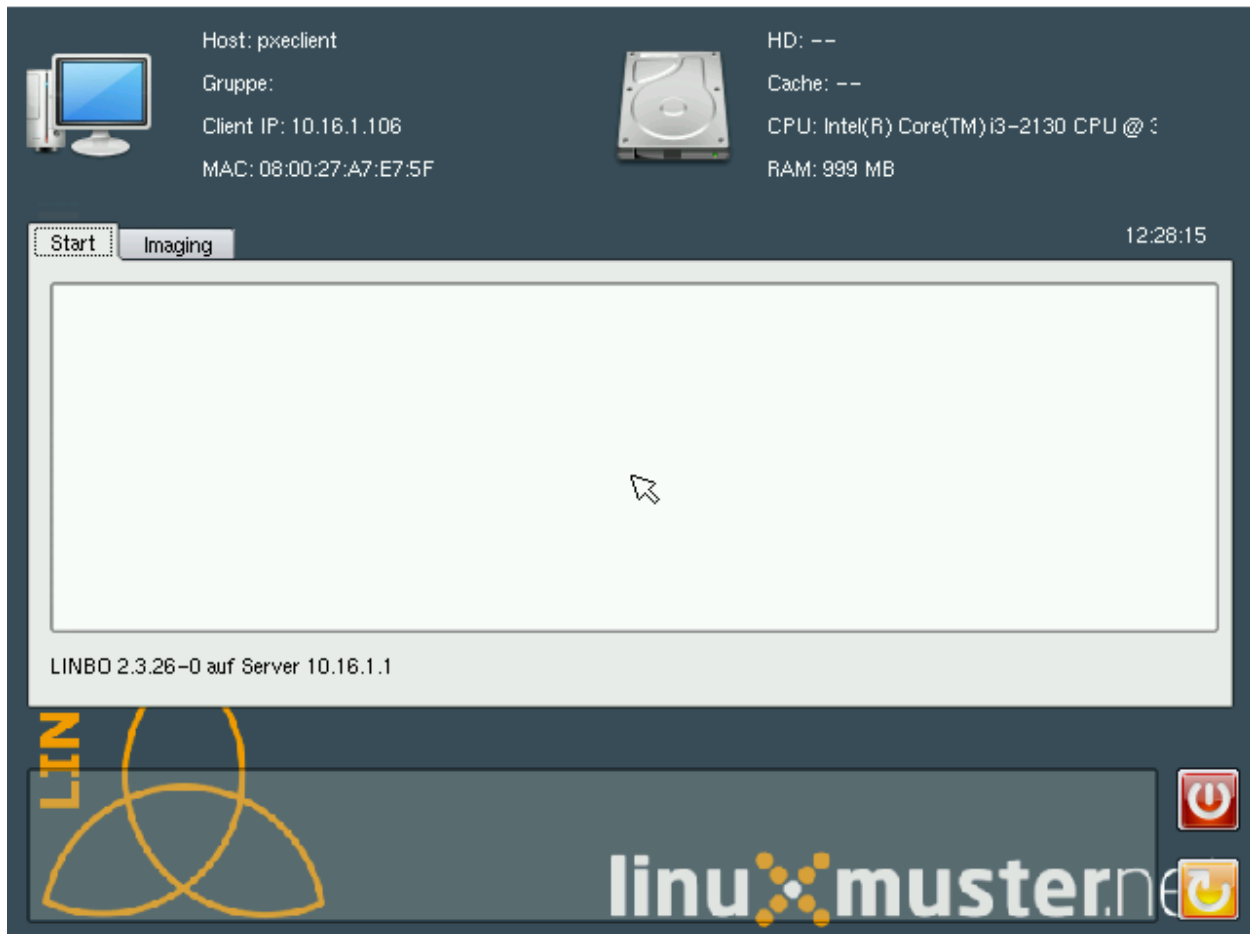 Host: pxeclient
Gruppe:
Client IP: 10.16.1.106
MAC: 08:00:27:A7:E7:5F
HD: --
Cache: --
CPU: Intel(R) Core(TM) i3-2130 CPU @ 3
RAM: 999 MB
Start
Imaging
12:28:15
LINBO 2.3.26-0 auf Server 10.16.1.1
LIN
linuxmuster.ne